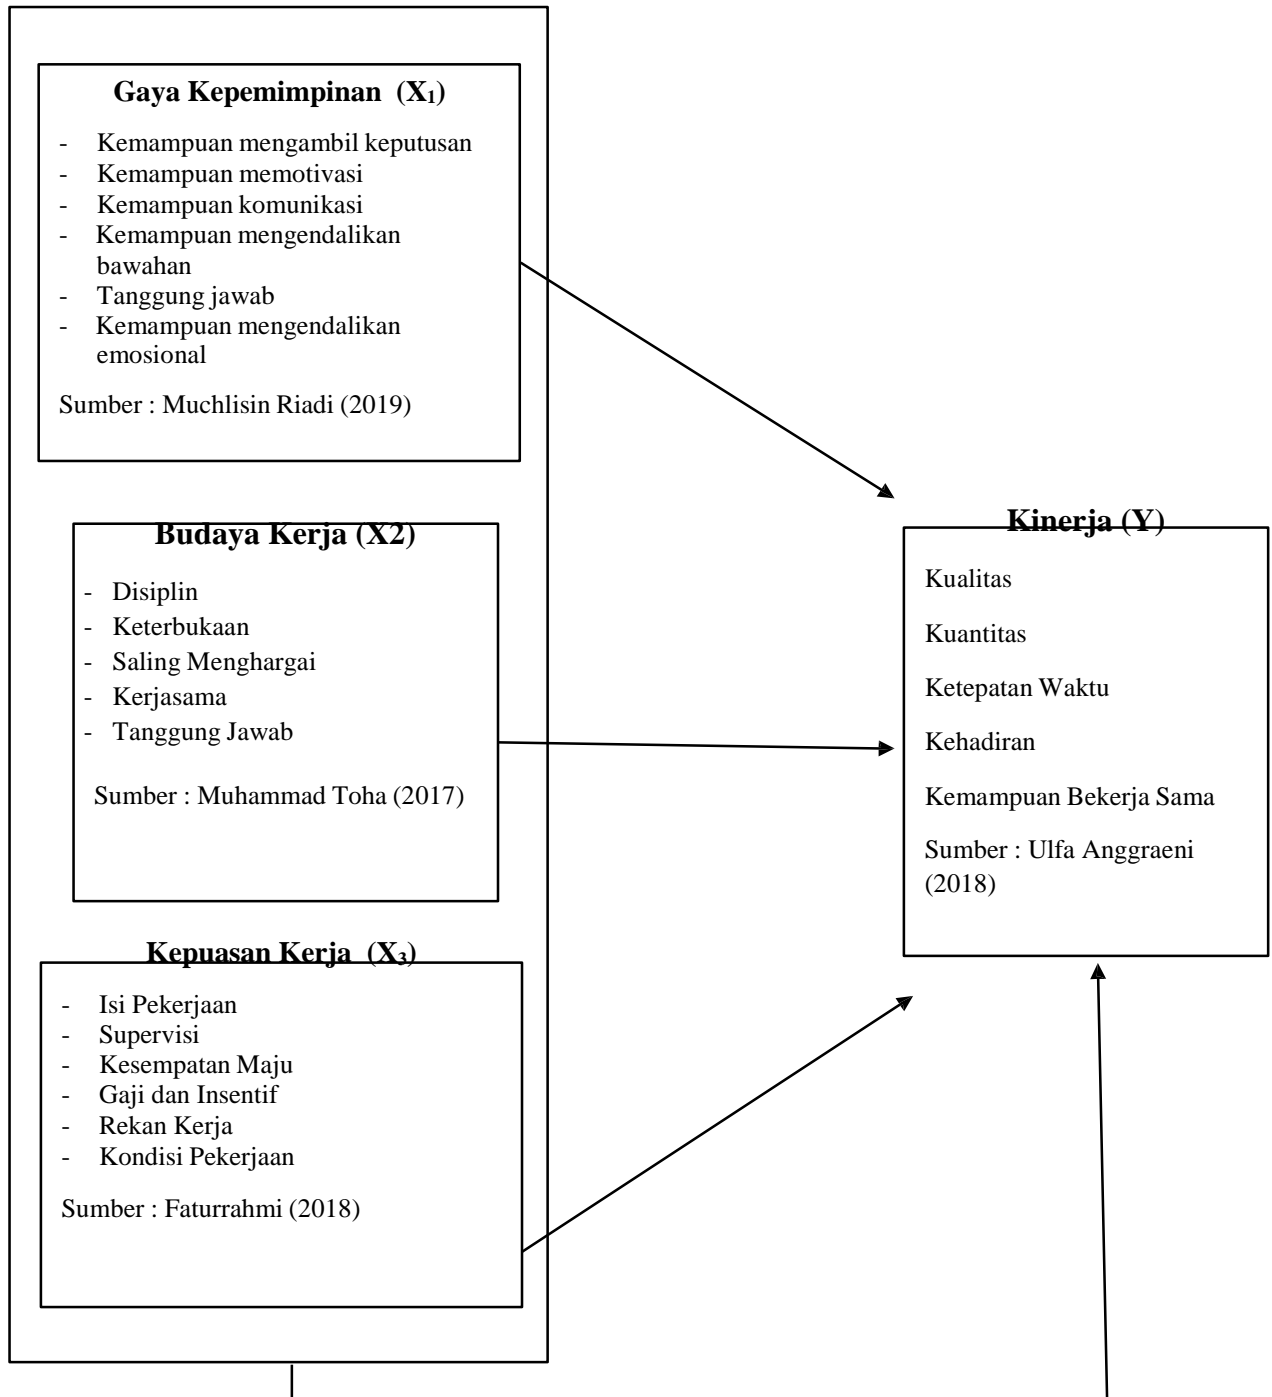 Gaya Kepemimpinan (X₁)
- Kemampuan mengambil keputusan
- Kemampuan memotivasi
- Kemampuan komunikasi
- Kemampuan mengendalikan
bawahan
- Tanggung jawab
- Kemampuan mengendalikan
emosional
Sumber : Muchlisin Riadi (2019)
Budaya Kerja (X2)
- Disiplin
- Keterbukaan
- Saling Menghargai
- Kerjasama
- Tanggung Jawab
Sumber : Muhammad Toha (2017)
Kepuasan Kerja (X₃)
- Isi Pekerjaan
- Supervisi
- Kesempatan Maju
- Gaji dan Insentif
- Rekan Kerja
- Kondisi Pekerjaan
Sumber : Faturrahmi (2018)
Kinerja (Y)
Kualitas
Kuantitas
Ketepatan Waktu
Kehadiran
Kemampuan Bekerja Sama
Sumber : Ulfa Anggraeni
(2018)